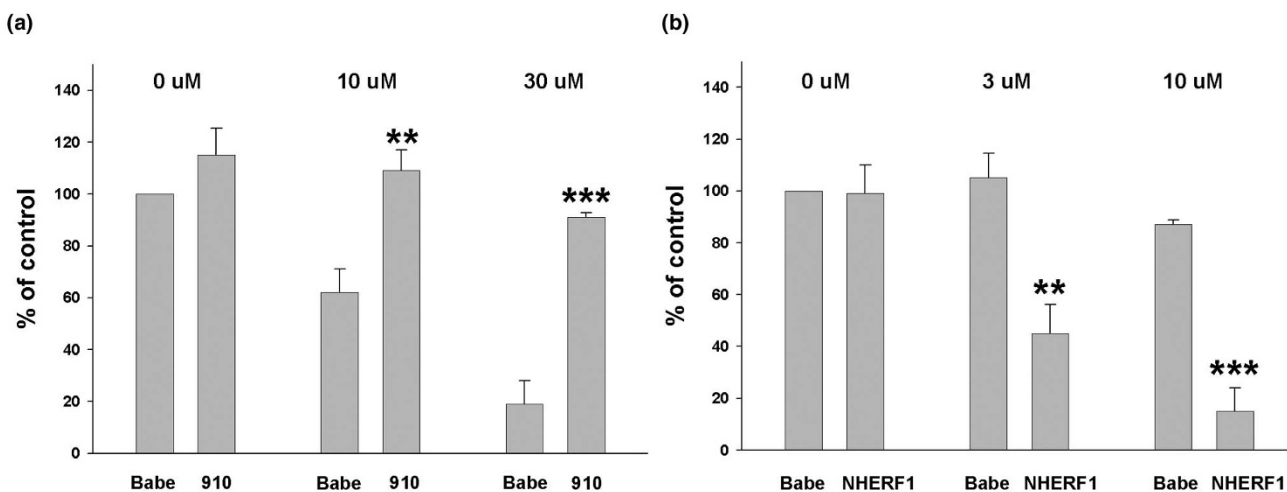 (a)
0 uM 10 uM 30 uM
140
120
100
80
60
40
20
0
% of control
**
***
Babe 910 Babe 910 Babe 910
(b)
0 uM 3 uM 10 uM
140
120
100
80
60
40
20
0
% of control
**
***
Babe NHERF1 Babe NHERF1 Babe NHERF1